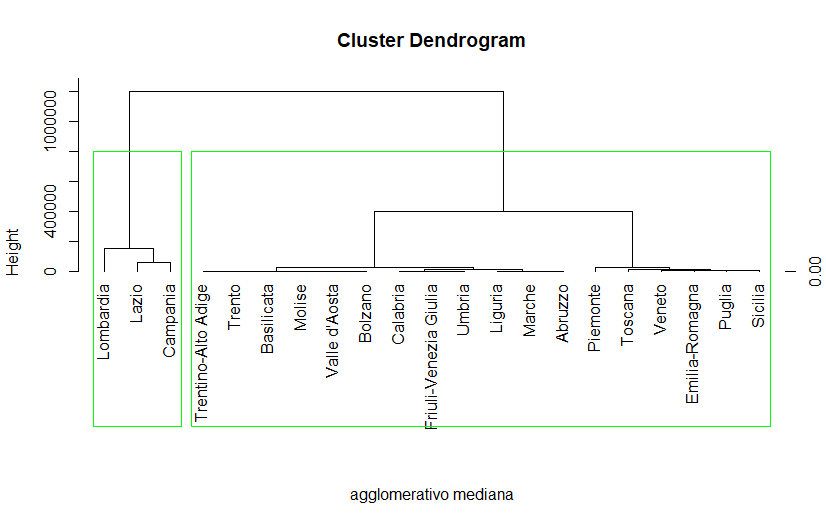 Cluster Dendrogram
Height
0
400000
1000000
0.00
Lombardia
Lazio
Campania
Trentino-Alto Adige
Trento
Basilicata
Molise
Valle d'Aosta
Bolzano
Calabria
Friuli-Venezia Giulia
Umbria
Liguria
Marche
Abruzzo
Piemonte
Toscana
Veneto
Emilia-Romagna
Puglia
Sicilia
agglomerativo mediana